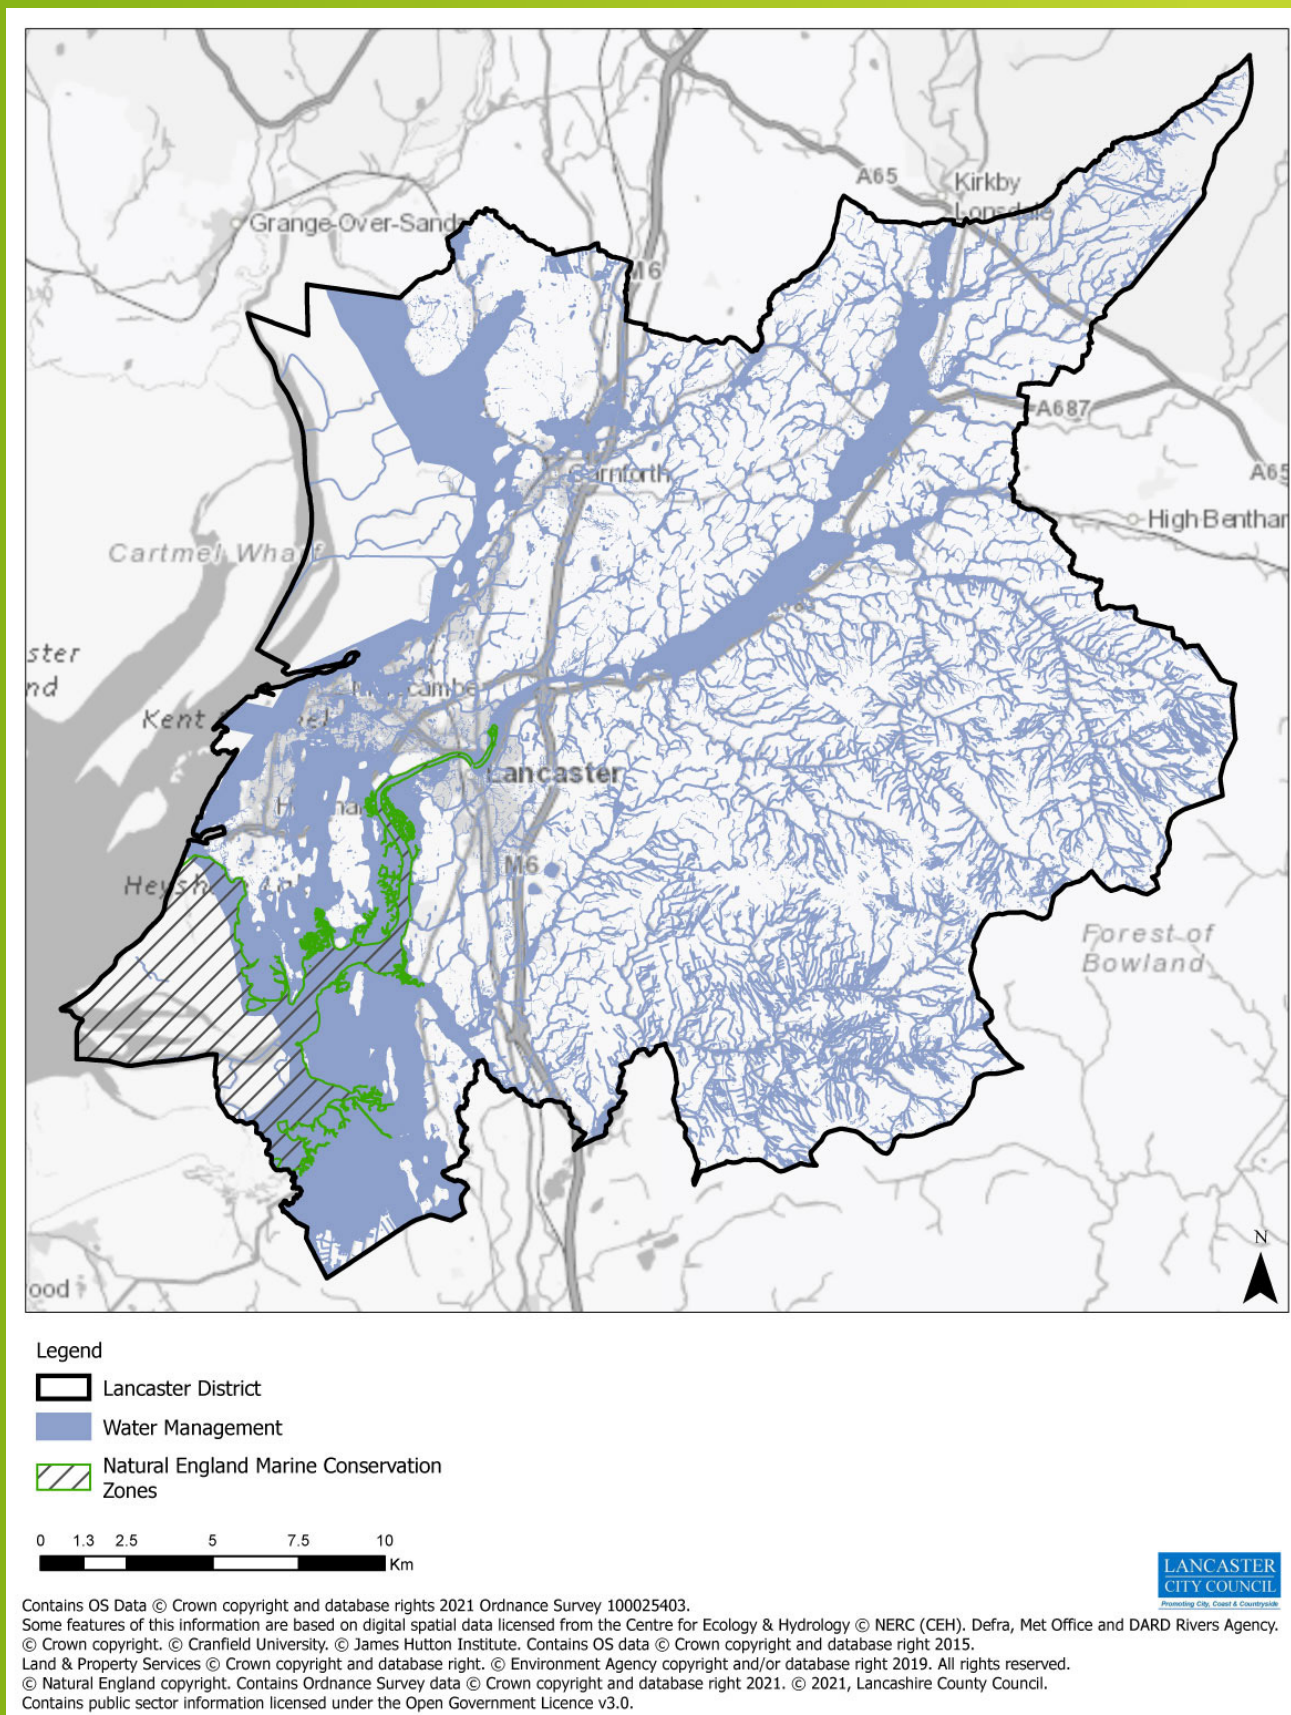 A65
Kirkby
Lonsdale
Grange-Over-Sands
M6
A687
A65
Carnforth
High Bentham
Cartmel Wharf
Kent
Lancaster
M6
Forest of
Bowland
N
Legend
Lancaster District
Water Management
Natural England Marine Conservation
Zones
0 1.3 2.5 5 7.5 10
Km
LANCASTER
CITY COUNCIL
Promoting City, Coast & Countryside
Contains OS Data © Crown copyright and database rights 2021 Ordnance Survey 100025403.
Some features of this information are based on digital spatial data licensed from the Centre for Ecology & Hydrology © NERC (CEH). Defra, Met Office and DARD Rivers Agency.
© Crown copyright. © Cranfield University. © James Hutton Institute. Contains OS data © Crown copyright and database right 2015.
Land & Property Services © Crown copyright and database right. © Environment Agency copyright and/or database right 2019. All rights reserved.
© Natural England copyright. Contains Ordnance Survey data © Crown copyright and database right 2021. © 2021, Lancashire County Council.
Contains public sector information licensed under the Open Government Licence v3.0.